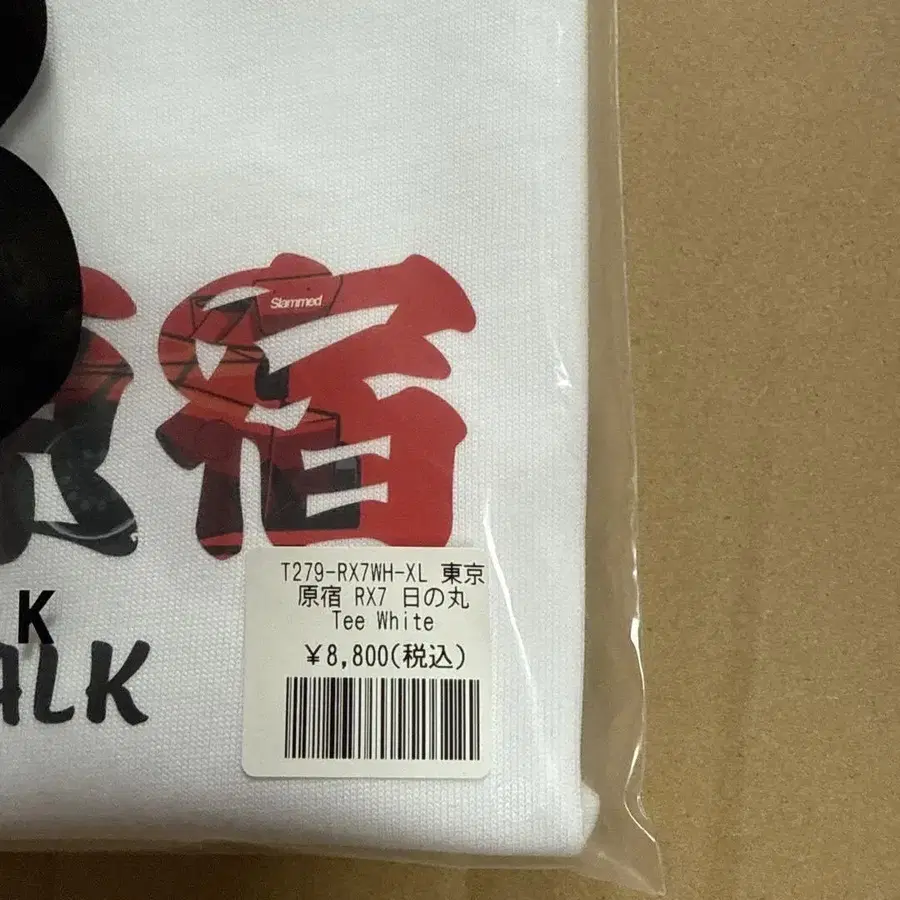 Slammed
宿
T279-RX7WH-XL 東京
原宿 RX7 日の丸
Tee White
¥8,800(税込)
K
ALK